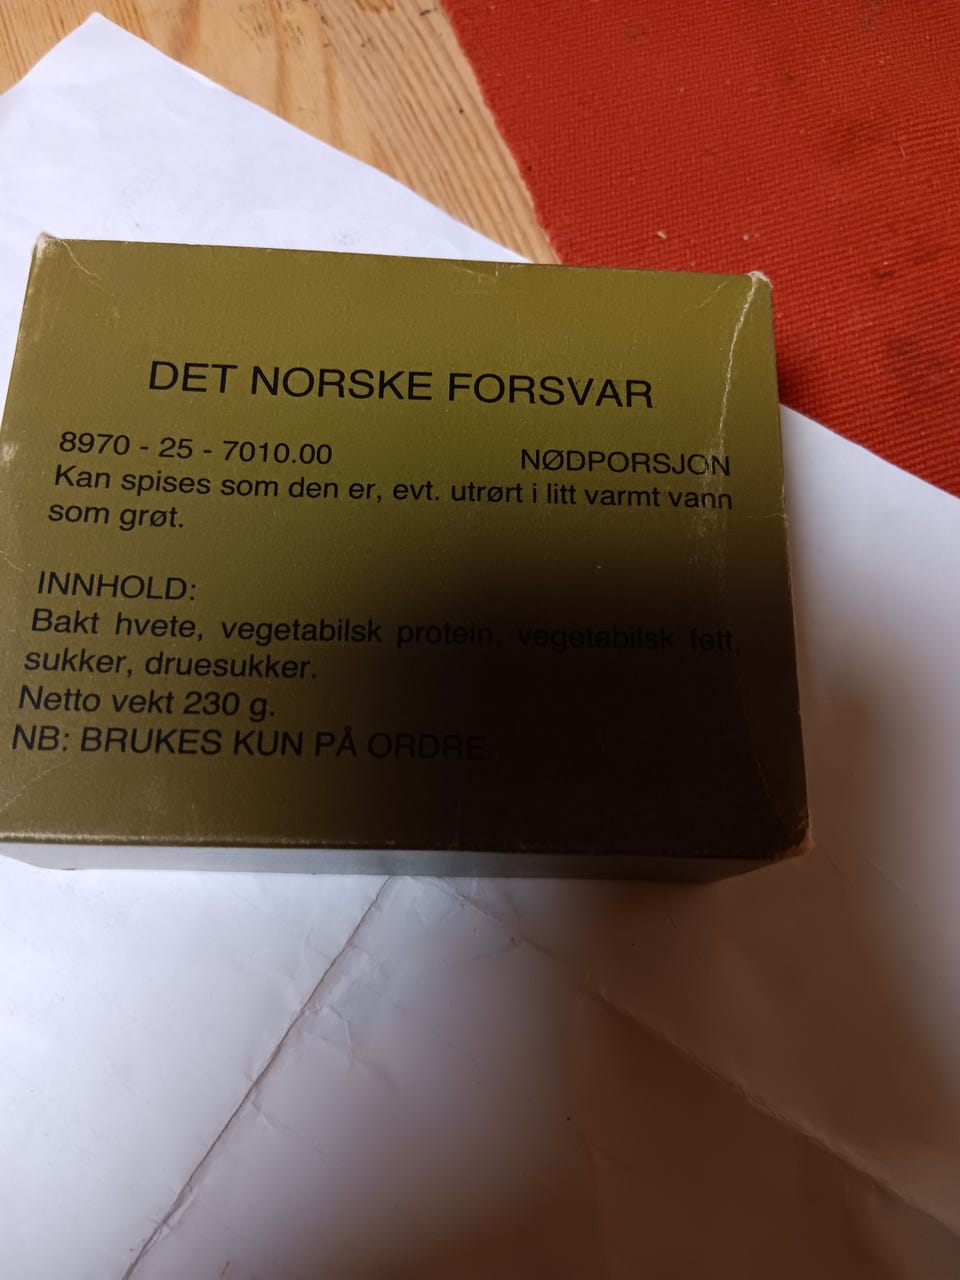 DET NORSKE FORSVAR
8970 - 25 - 7010.00 NØDPORSJON
Kan spises som den er, evt. utrørt i litt varmt vann
som grøt.
INNHOLD:
Bakt hvete, vegetabilsk protein, vegetabilsk fett,
sukker, druesukker.
Netto vekt 230 g.
NB: BRUKES KUN PÅ ORDRE.